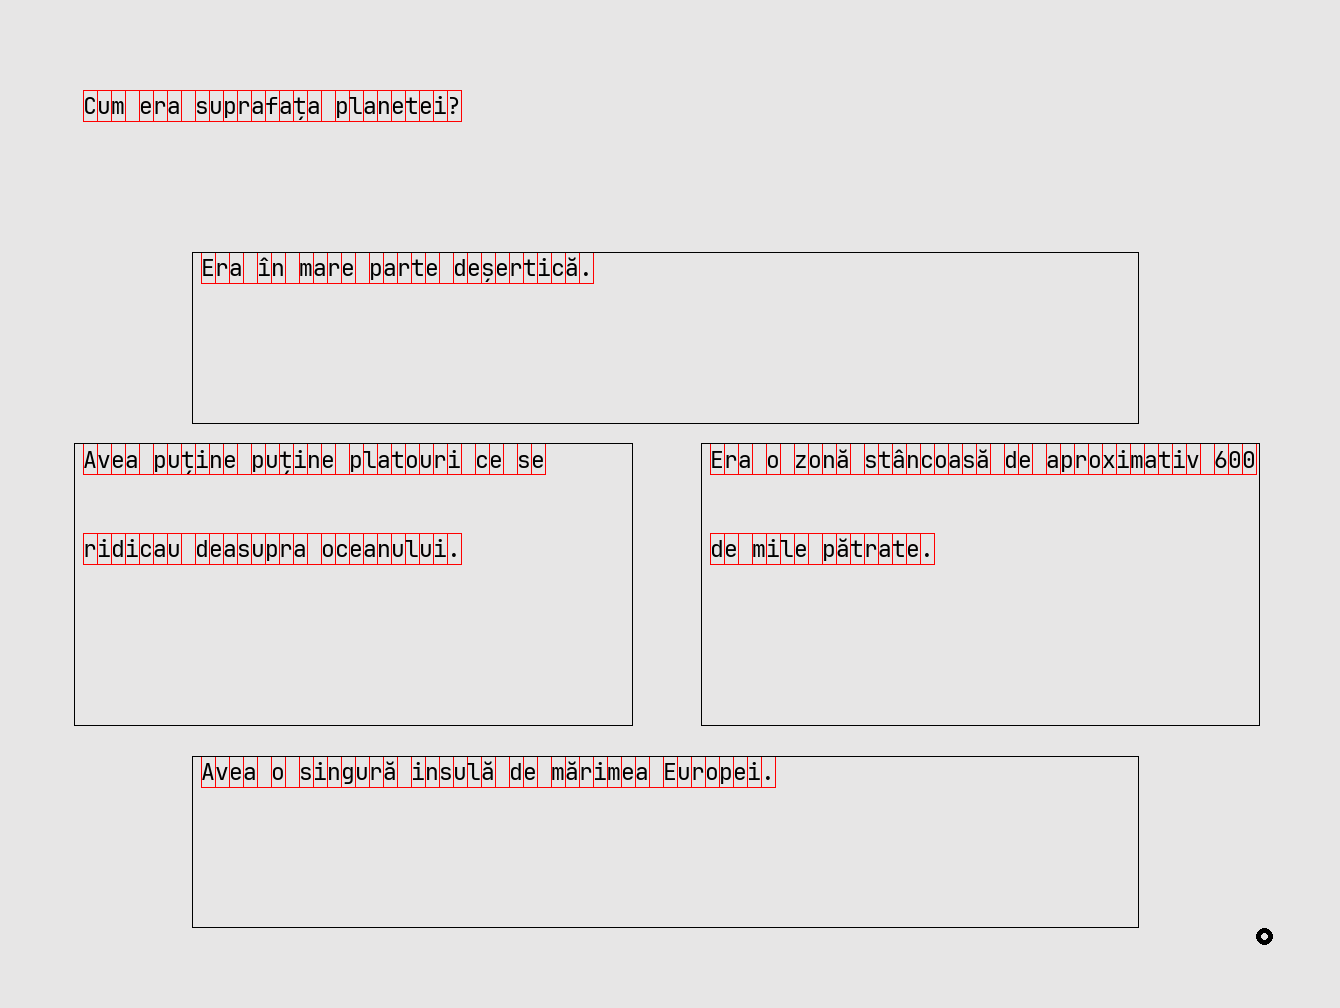 Cum era suprafața planetei?
Era în mare parte deșertică.
Avea puține puține platouri ce se
ridicau deasupra oceanului.
Era o zonă stâncoasă de aproximativ 600
de mile pătrate.
Avea o singură insulă de mărimea Europei.